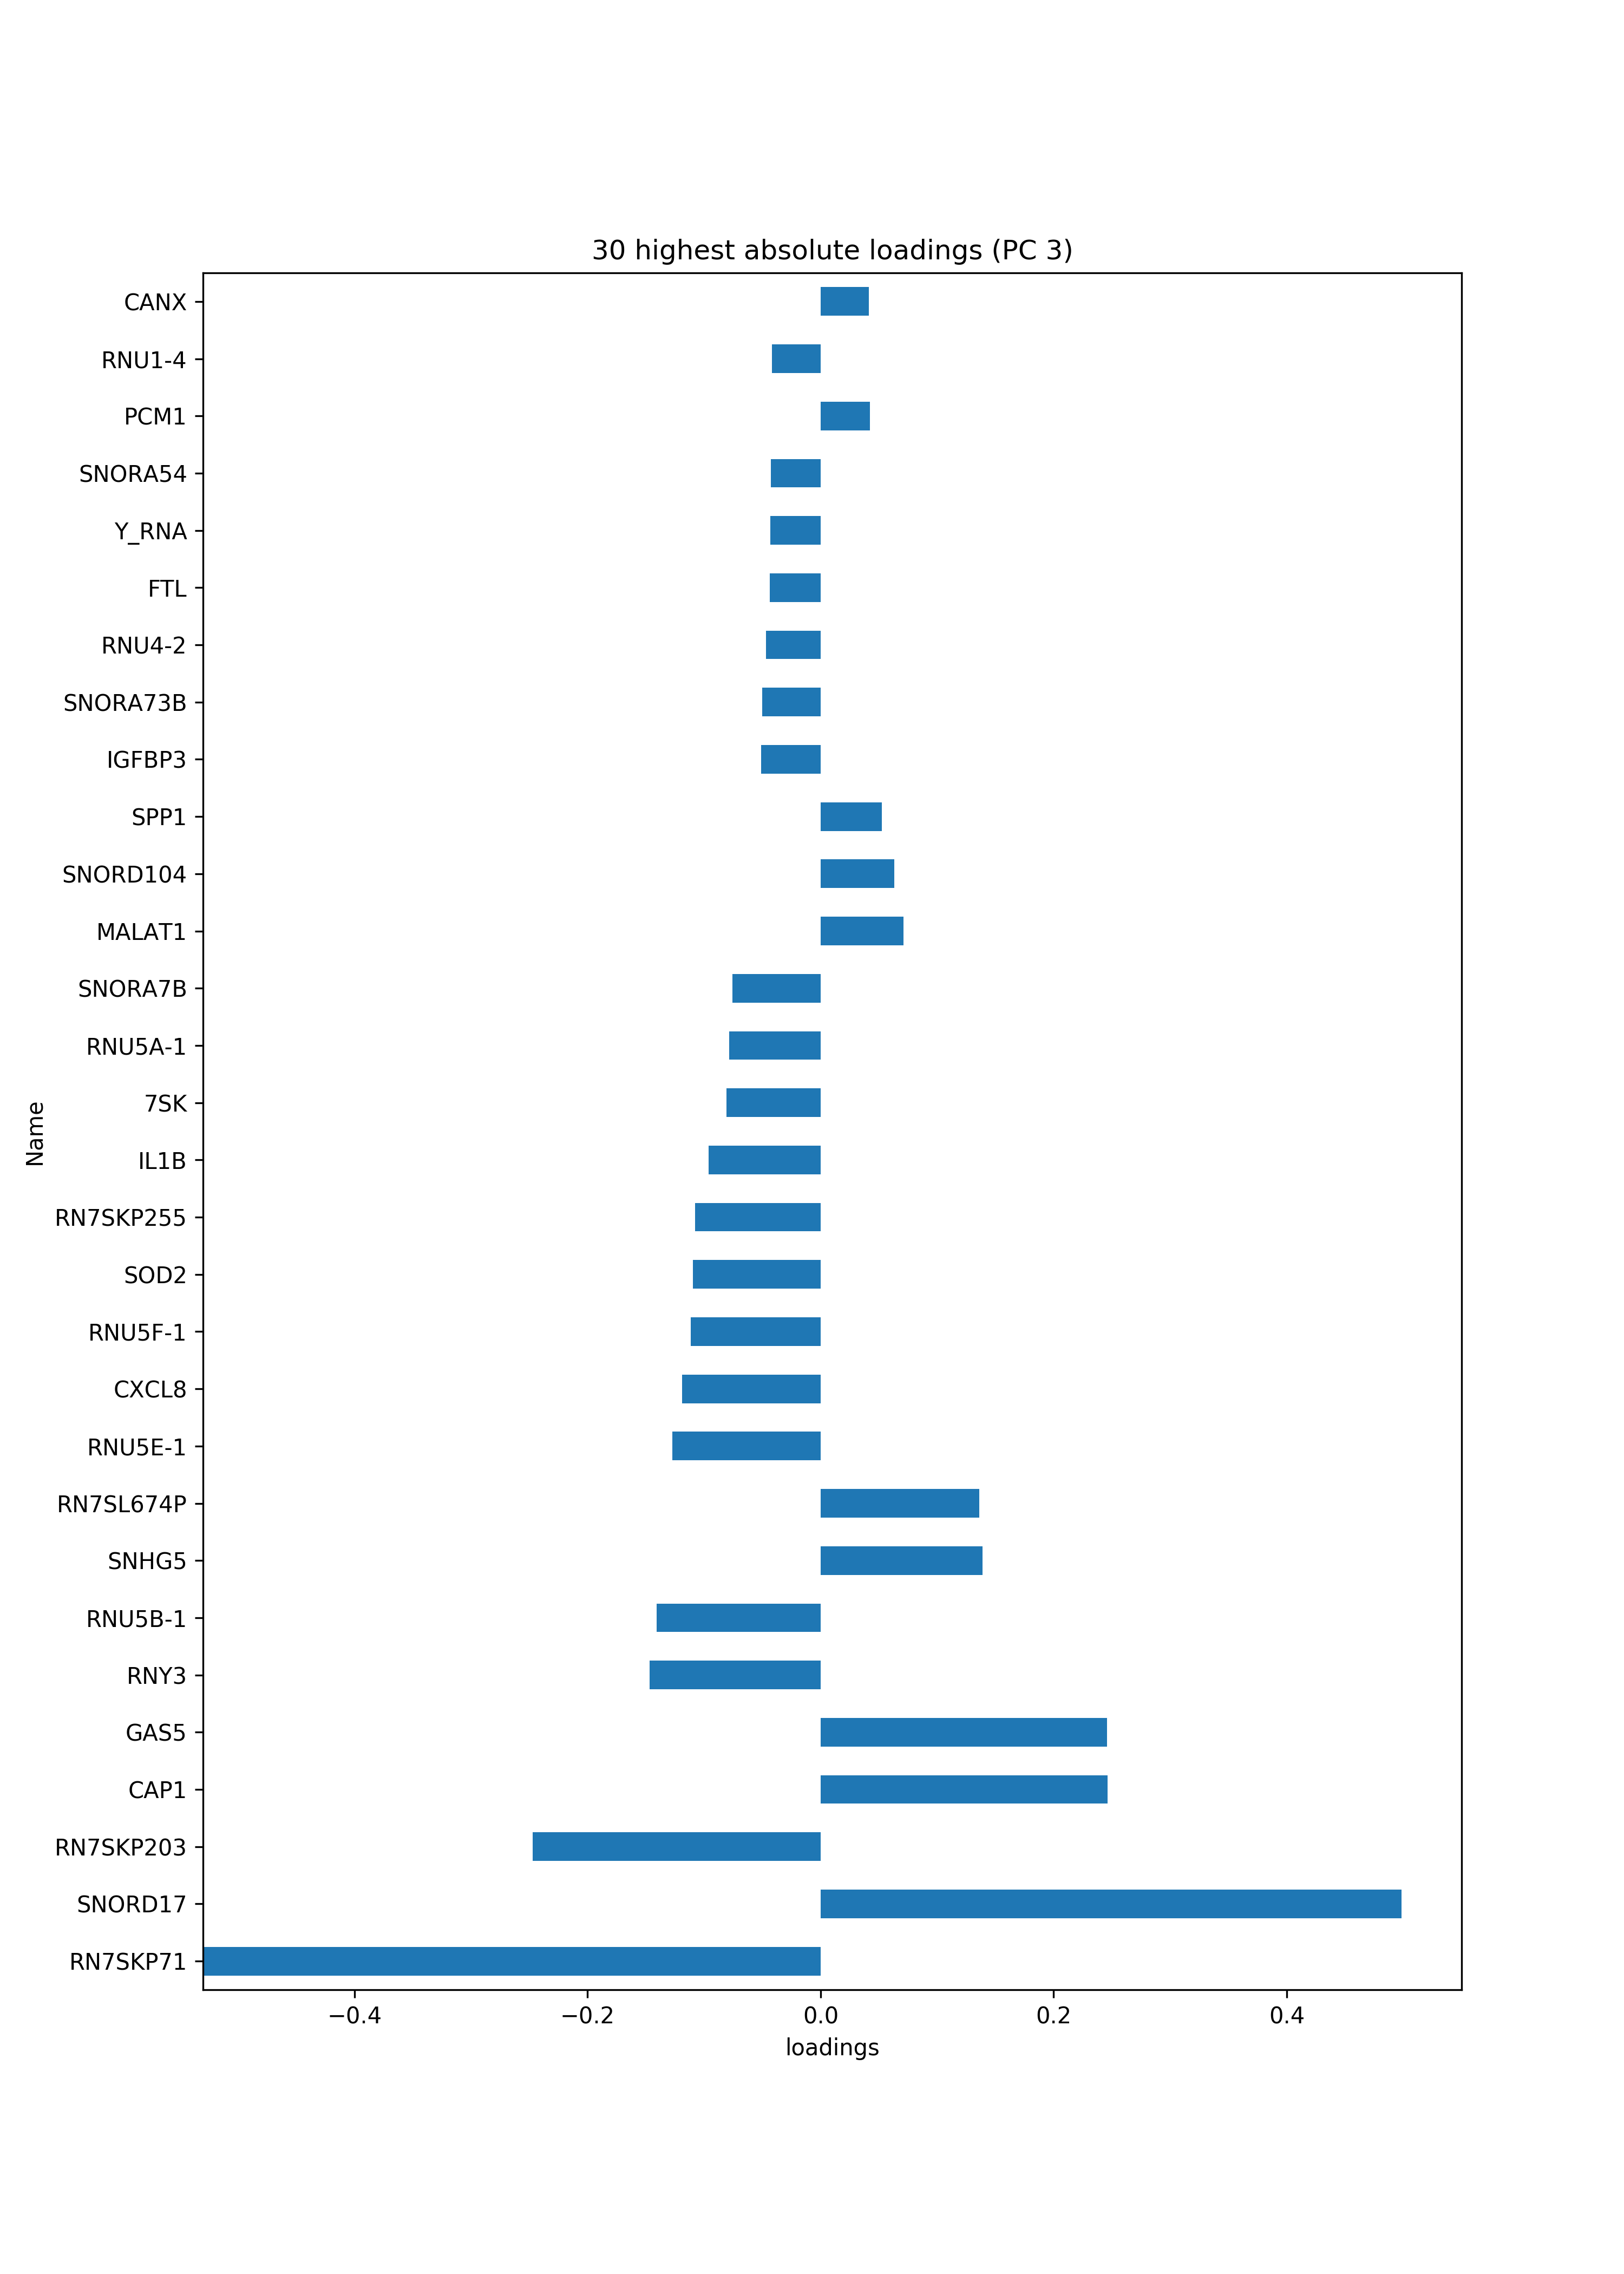 30 highest absolute loadings (PC 3)
CANX
RNU1-4
PCM1
SNORA54
Y_RNA
FTL
RNU4-2
SNORA73B
IGFBP3
SPP1
SNORD104
MALAT1
SNORA7B
RNU5A-1
7SK
IL1B
RN7SKP255
SOD2
RNU5F-1
CXCL8
RNU5E-1
RN7SL674P
SNHG5
RNU5B-1
RNY3
GAS5
CAP1
RN7SKP203
SNORD17
RN7SKP71
Name
−0.4 −0.2 0.0 0.2 0.4
loadings